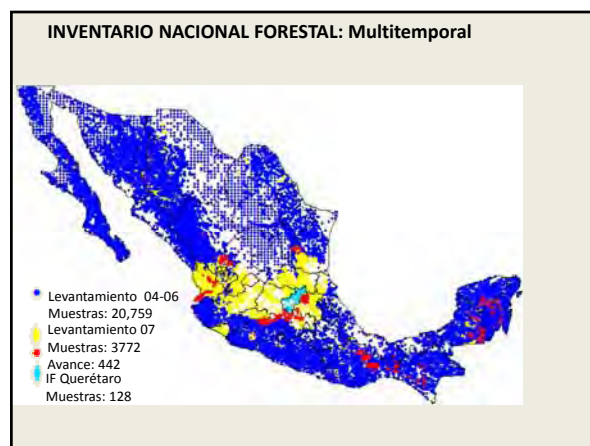 INVENTARIO NACIONAL FORESTAL: Multitemporal
Levantamiento 04-06
Muestras: 20,759
Levantamiento 07
Muestras: 3772
Avance: 442
IF Querétaro
Muestras: 128